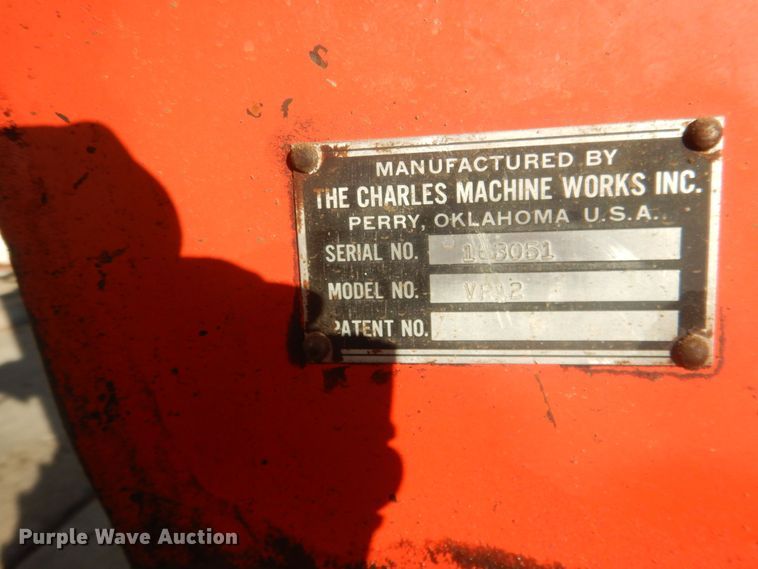 MANUFACTURED BY
THE CHARLES MACHINE WORKS INC.
PERRY, OKLAHOMA U.S.A.
SERIAL NO.
MODEL NO.
PATENT NO.
Purple Wave Auction